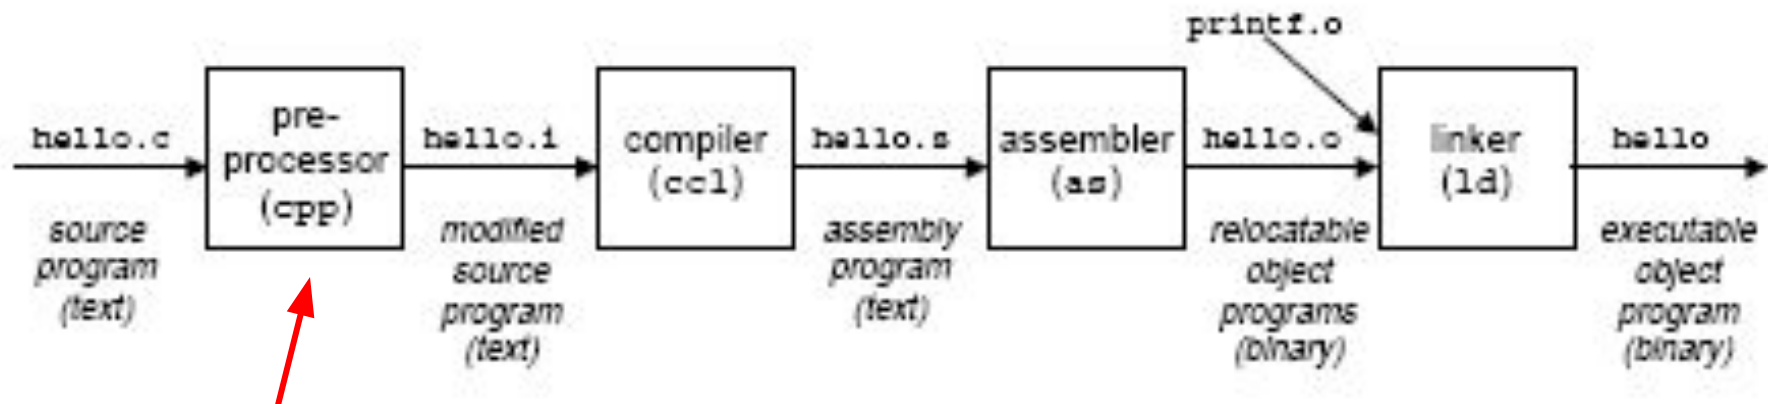 printf.o
hello.c
pre-
processor
(cpp)
hello.i
compiler
(cc1)
hello.s
assembler
(as)
hello.o
linker
(ld)
hello
source
program
(text)
modified
source
program
(text)
assembly
program
(text)
relocatable
object
programs
(binary)
executable
object
program
(binary)